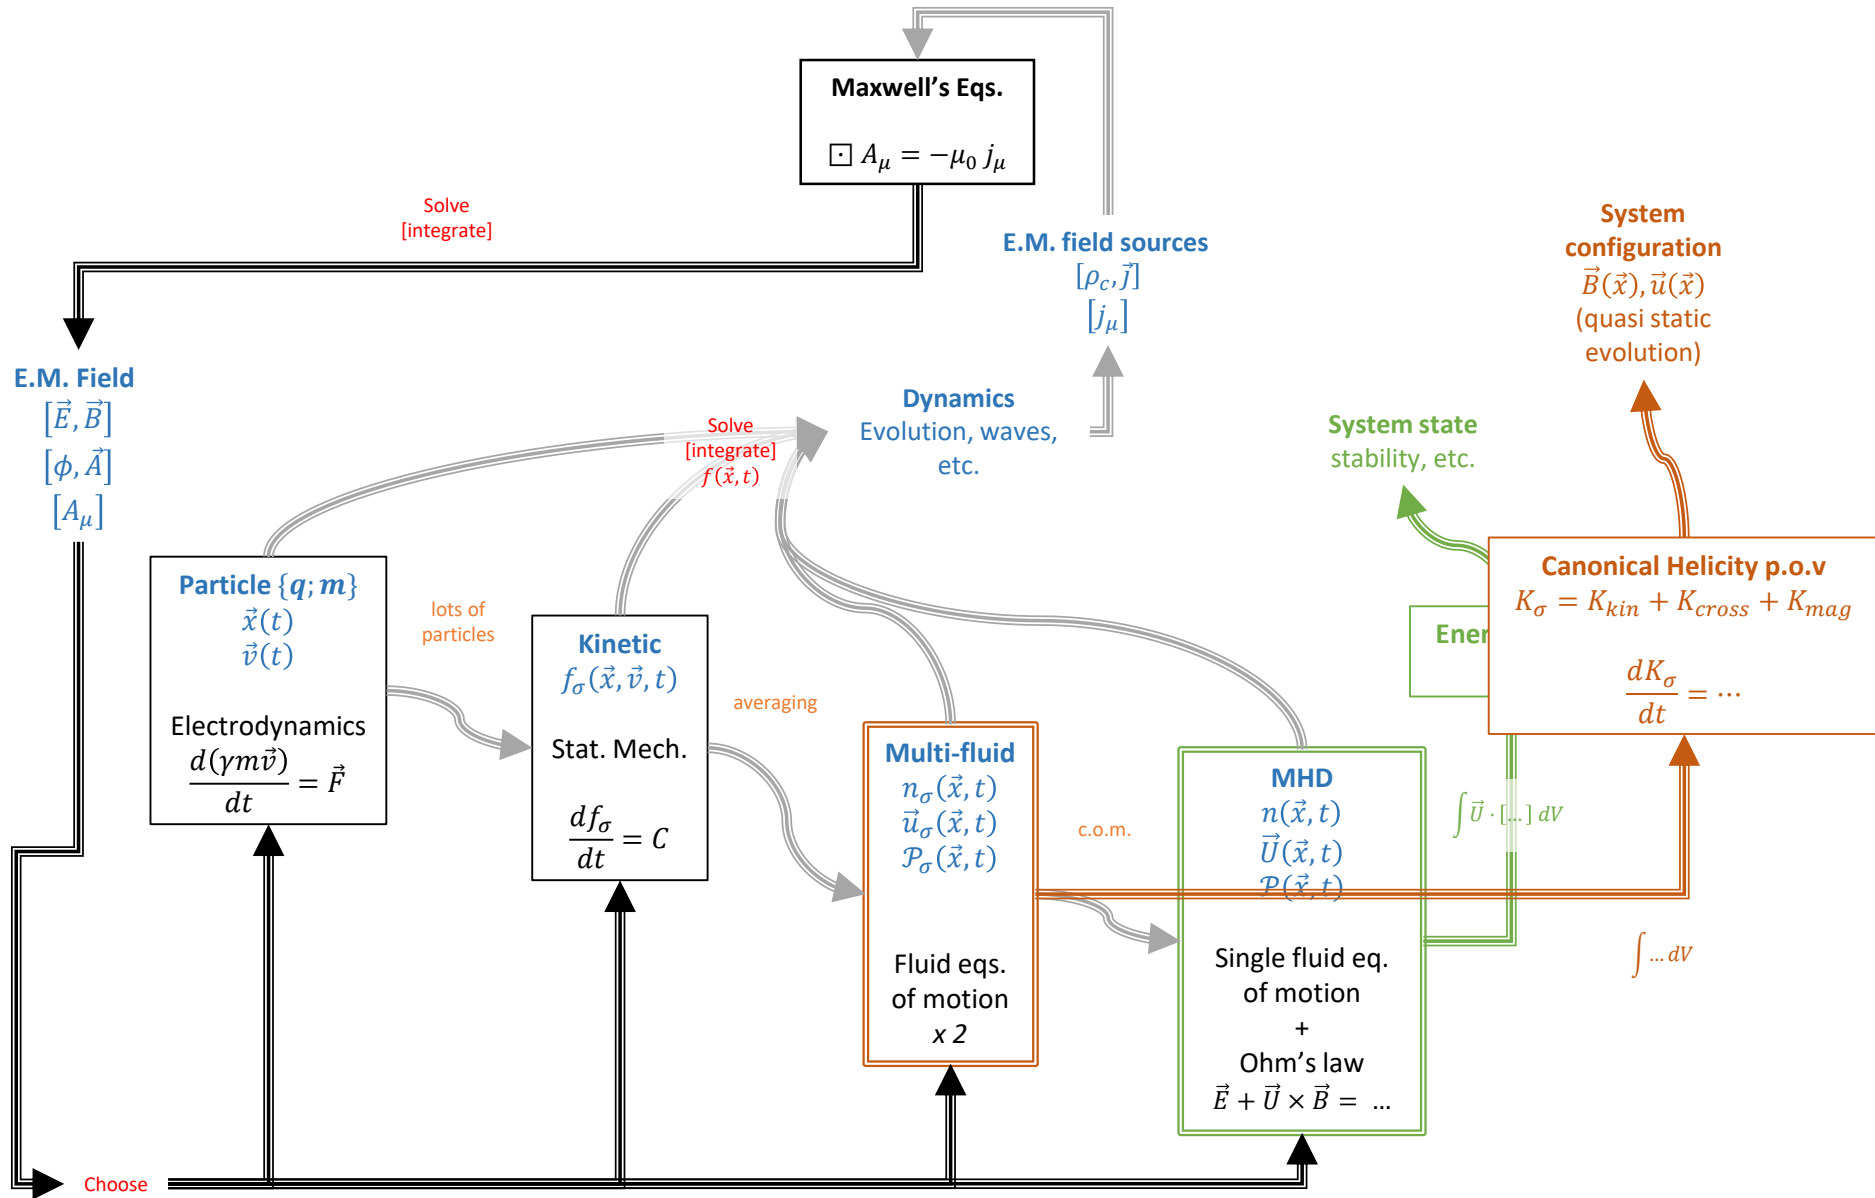 Maxwell's Eqs.
⊡ A_μ = −μ₀ j_μ
Solve
[integrate]
E.M. field sources
[ρ_c, j⃗]
[j_μ]
System
configuration
B⃗(x⃗), u⃗(x⃗)
(quasi static
evolution)
E.M. Field
[E⃗, B⃗]
[ϕ, A⃗]
[A_μ]
Dynamics
Evolution, waves,
etc.
Solve
[integrate]
f(x⃗, t)
System state
stability, etc.
Particle {q; m}
x⃗(t)
v⃗(t)
Electrodynamics
d(γmv⃗)/dt = F⃗
lots of
particles
Kinetic
f_σ(x⃗, v⃗, t)
Stat. Mech.
df_σ/dt = C
averaging
Multi-fluid
n_σ(x⃗, t)
u⃗_σ(x⃗, t)
𝒫_σ(x⃗, t)
Fluid eqs.
of motion
x 2
c.o.m.
MHD
n(x⃗, t)
U⃗(x⃗, t)
𝒫(x⃗, t)
Single fluid eq.
of motion
+
Ohm's law
E⃗ + U⃗ × B⃗ = …
∫ U⃗ · […] dV
Ener
Canonical Helicity p.o.v
K_σ = K_kin + K_cross + K_mag
dK_σ/dt = ⋯
∫ … dV
Choose